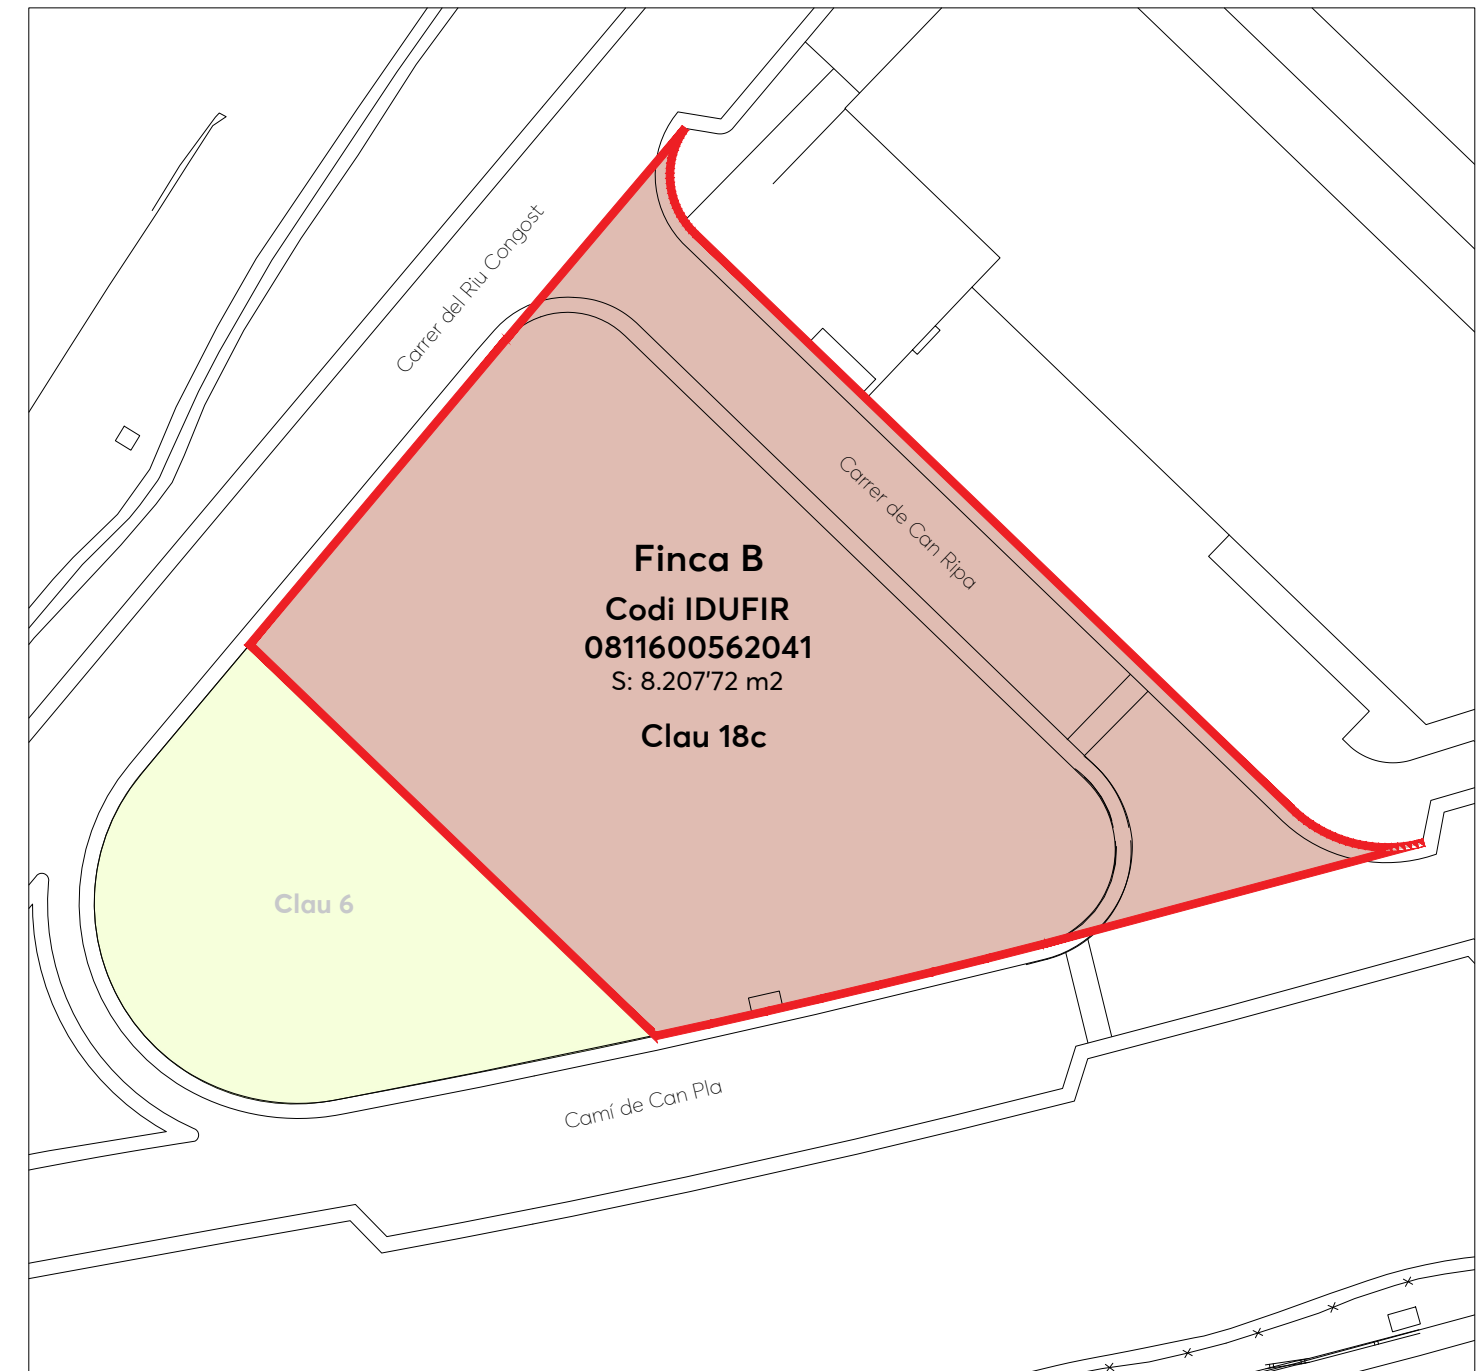 Carrer del Riu Congost
Carrer de Can Ripa
Finca B
Codi IDUFIR
0811600562041
S: 8.207'72 m2
Clau 18c
Clau 6
Camí de Can Pla